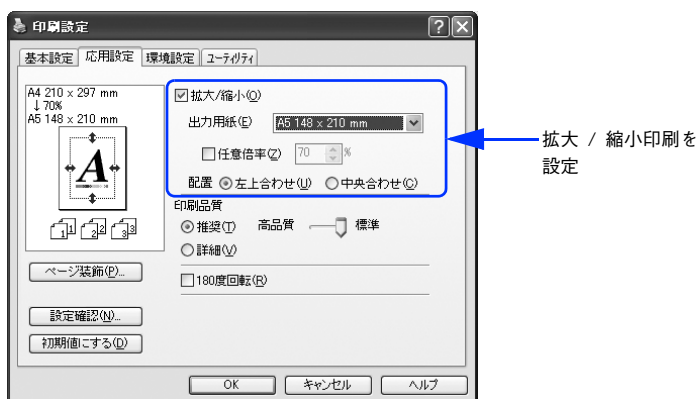 印刷設定
基本設定 応用設定 環境設定 ユーティリティ
A4 210 x 297 mm
↓ 70%
A5 148 x 210 mm
A
1 1 2 2 3 3
ページ装飾(P)...
設定確認(N)...
初期値にする(D)
拡大/縮小(O)
出力用紙(E) A5 148 x 210 mm
任意倍率(Z) 70 %
配置 左上合わせ(U) 中央合わせ(C)
印刷品質
推奨(T) 高品質 標準
詳細(V)
180度回転(R)
OK キャンセル ヘルプ
拡大 / 縮小印刷を
設定